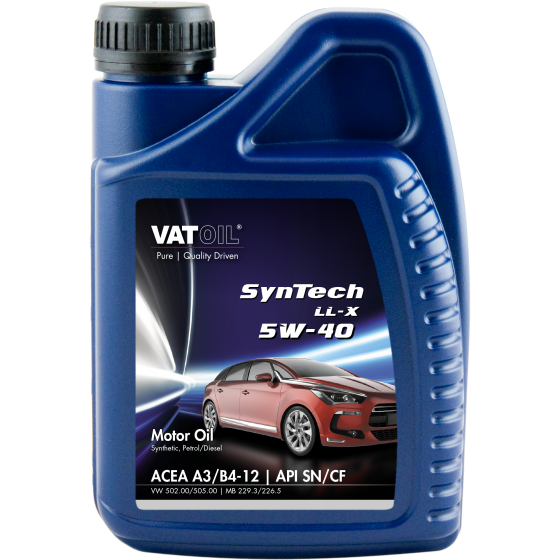 VATOIL®
Pure | Quality Driven
SynTech
LL-X
5W-40
Motor Oil
Synthetic, Petrol/Diesel
ACEA A3/B4-12 | API SN/CF
VW 502.00/505.00 | MB 229.3/226.5